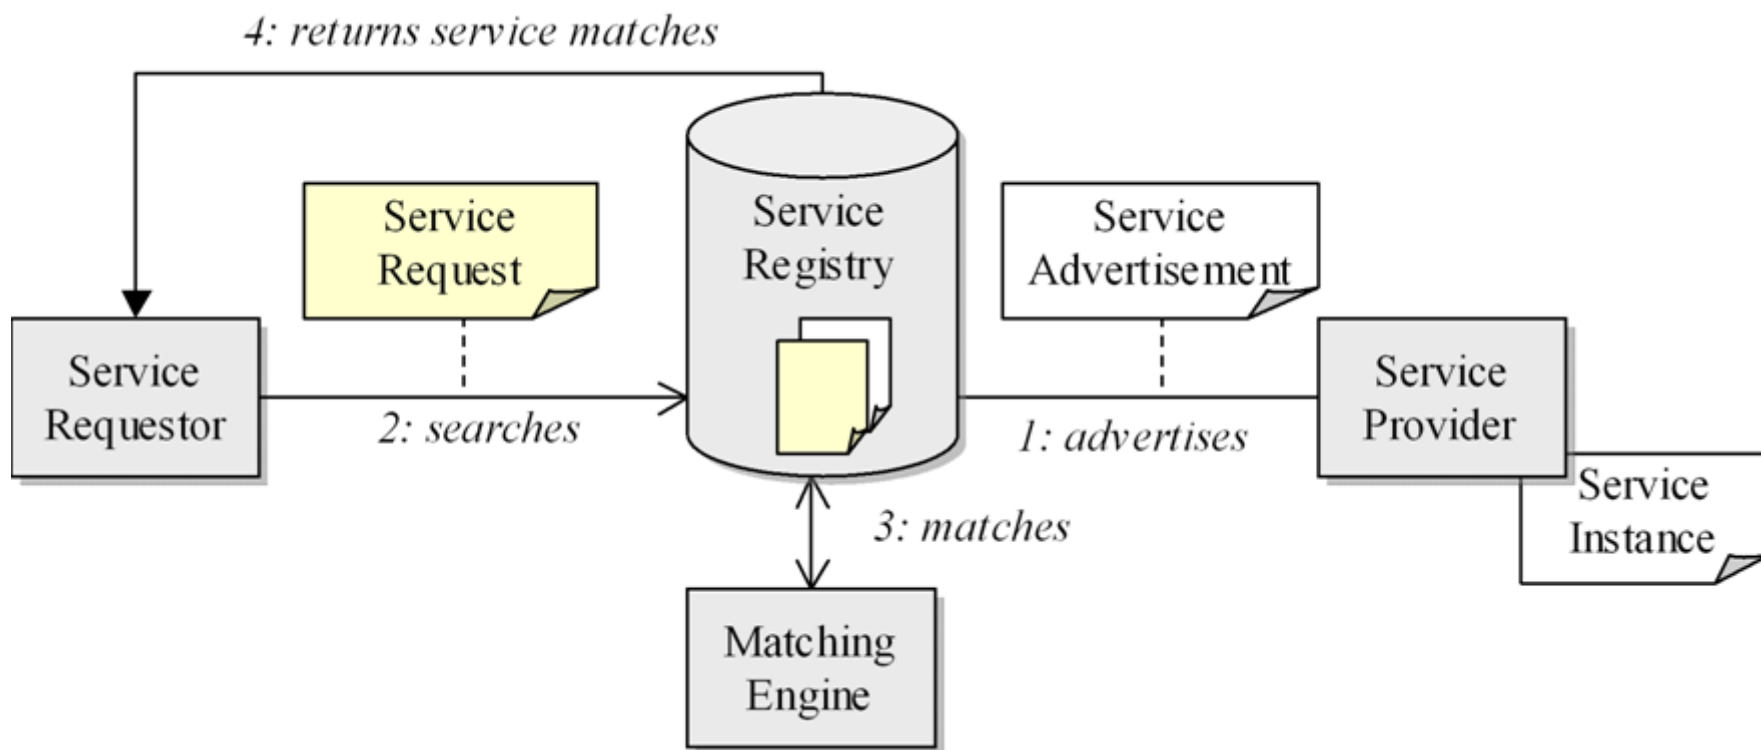 4: returns service matches
Service
Request
Service
Registry
Service
Advertisement
Service
Requestor
2: searches
1: advertises
Service
Provider
Service
Instance
3: matches
Matching
Engine